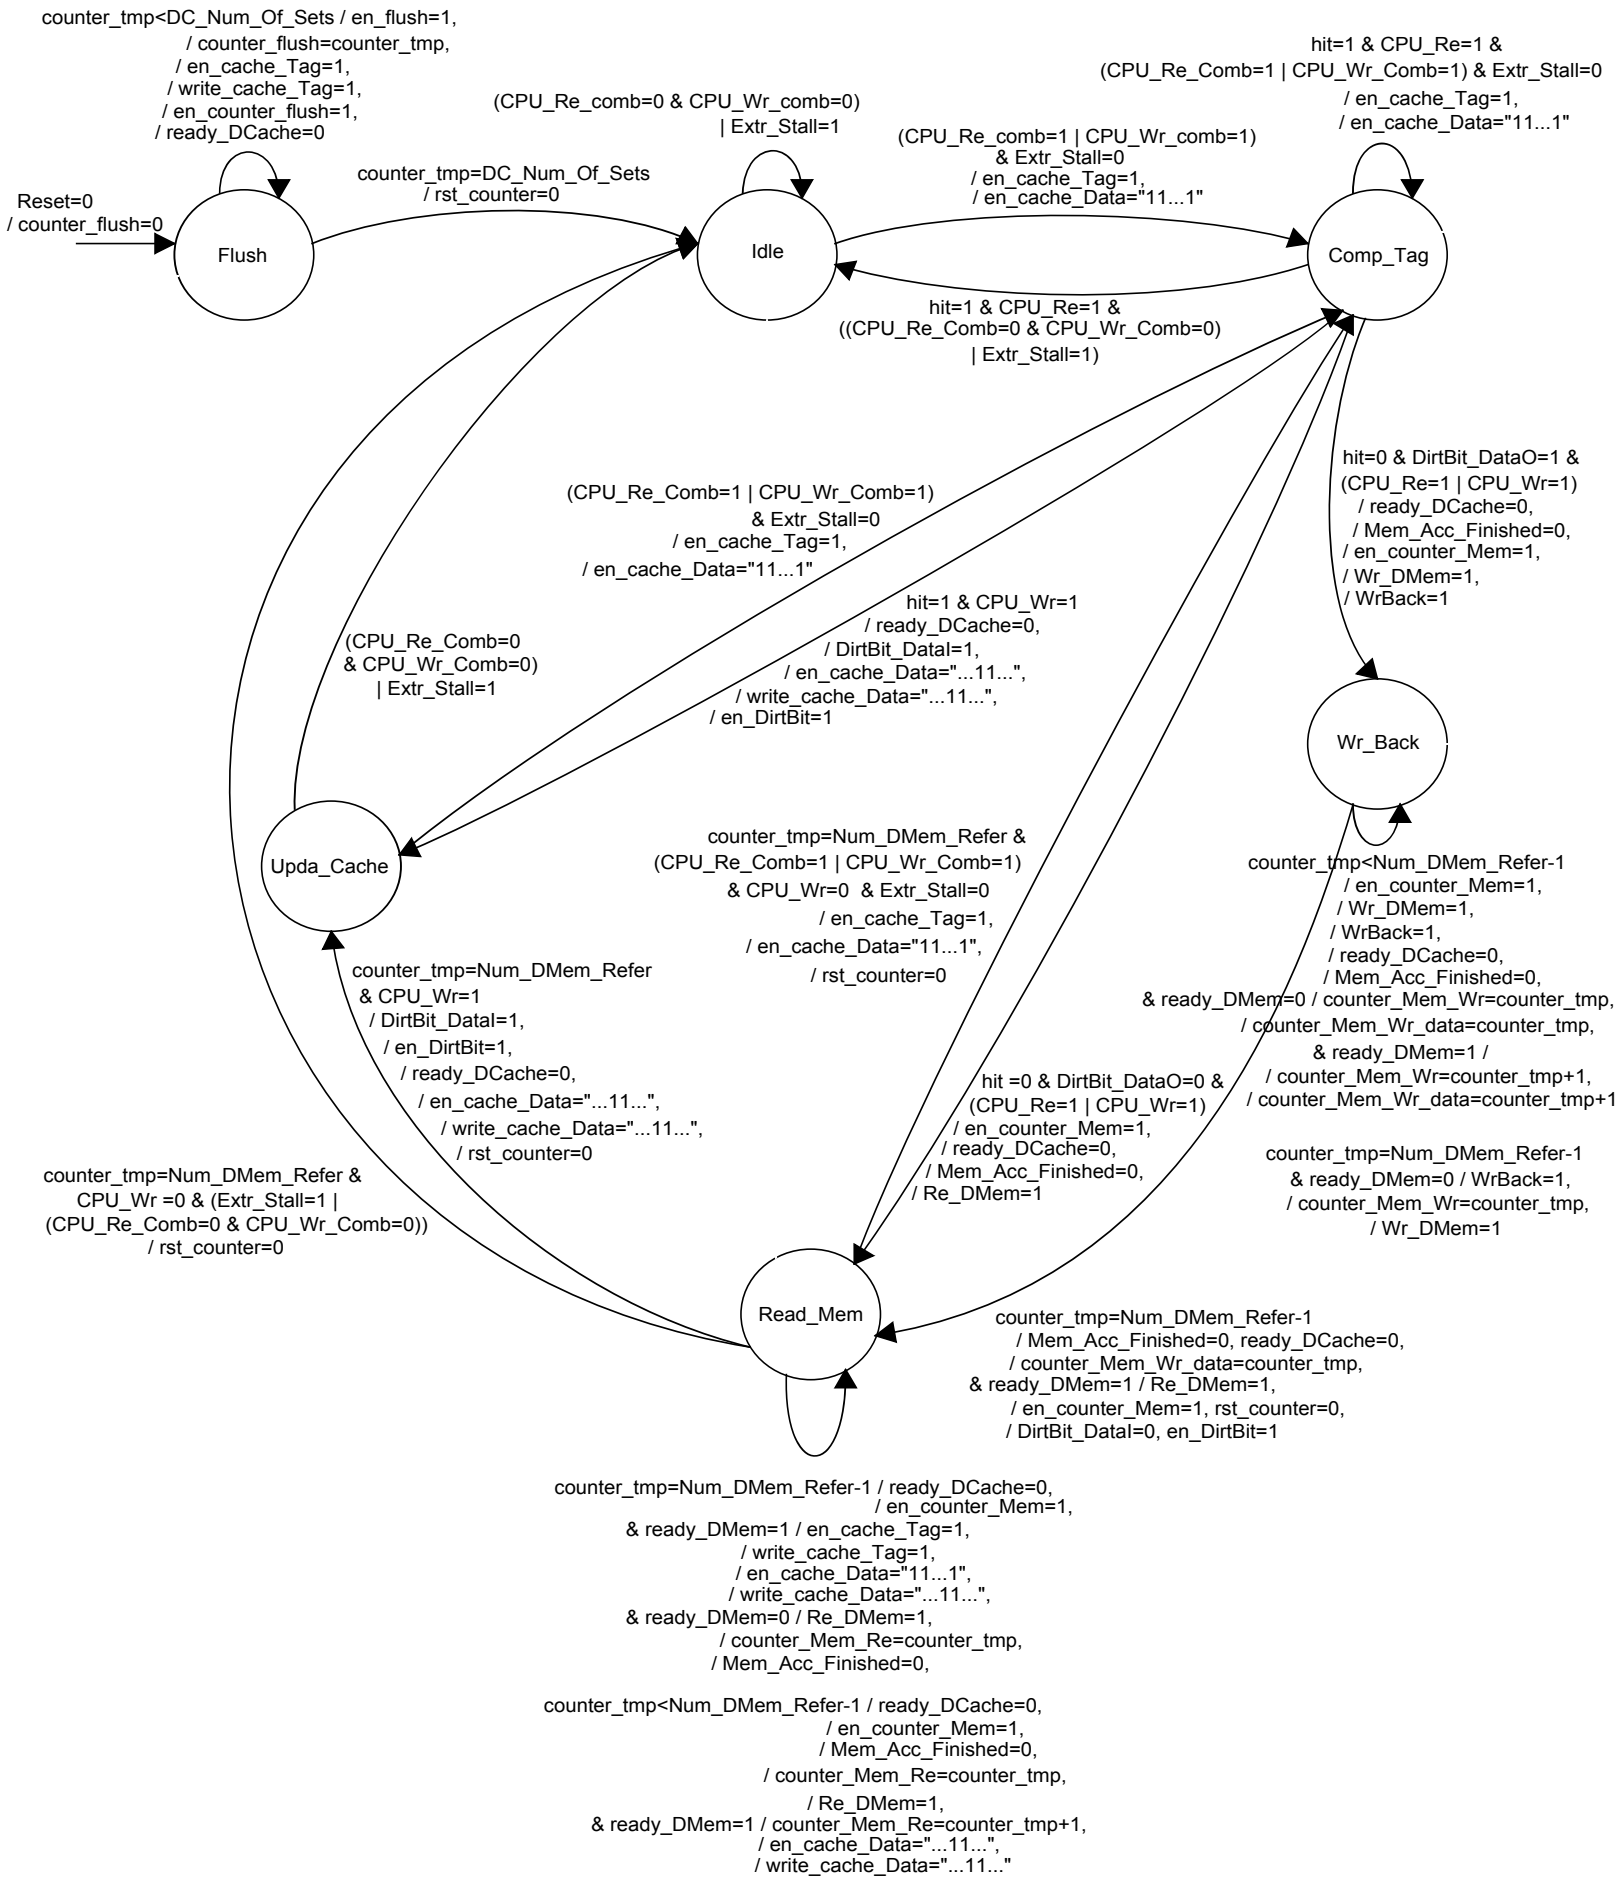 counter_tmp<DC_Num_Of_Sets / en_flush=1,
/ counter_flush=counter_tmp,
/ en_cache_Tag=1,
/ write_cache_Tag=1,
/ en_counter_flush=1,
/ ready_DCache=0
Reset=0
/ counter_flush=0
Flush
counter_tmp=DC_Num_Of_Sets
/ rst_counter=0
(CPU_Re_comb=0 & CPU_Wr_comb=0)
| Extr_Stall=1
Idle
(CPU_Re_comb=1 | CPU_Wr_comb=1)
& Extr_Stall=0
/ en_cache_Tag=1,
/ en_cache_Data="11...1"
hit=1 & CPU_Re=1 &
(CPU_Re_Comb=1 | CPU_Wr_Comb=1) & Extr_Stall=0
/ en_cache_Tag=1,
/ en_cache_Data="11...1"
Comp_Tag
hit=1 & CPU_Re=1 &
((CPU_Re_Comb=0 & CPU_Wr_Comb=0)
| Extr_Stall=1)
(CPU_Re_Comb=1 | CPU_Wr_Comb=1)
& Extr_Stall=0
/ en_cache_Tag=1,
/ en_cache_Data="11...1"
hit=0 & DirtBit_DataO=1 &
(CPU_Re=1 | CPU_Wr=1)
/ ready_DCache=0,
/ Mem_Acc_Finished=0,
/ en_counter_Mem=1,
/ Wr_DMem=1,
/ WrBack=1
hit=1 & CPU_Wr=1
/ ready_DCache=0,
/ DirtBit_DataI=1,
/ en_cache_Data="...11...",
/ write_cache_Data="...11...",
/ en_DirtBit=1
(CPU_Re_Comb=0
& CPU_Wr_Comb=0)
| Extr_Stall=1
Wr_Back
Upda_Cache
counter_tmp=Num_DMem_Refer &
(CPU_Re_Comb=1 | CPU_Wr_Comb=1)
& CPU_Wr=0 & Extr_Stall=0
/ en_cache_Tag=1,
/ en_cache_Data="11...1",
/ rst_counter=0
counter_tmp<Num_DMem_Refer-1
/ en_counter_Mem=1,
/ Wr_DMem=1,
/ WrBack=1,
/ ready_DCache=0,
/ Mem_Acc_Finished=0,
& ready_DMem=0 / counter_Mem_Wr=counter_tmp,
/ counter_Mem_Wr_data=counter_tmp,
& ready_DMem=1 /
/ counter_Mem_Wr=counter_tmp+1,
/ counter_Mem_Wr_data=counter_tmp+1
counter_tmp=Num_DMem_Refer-1
& ready_DMem=0 / WrBack=1,
/ counter_Mem_Wr=counter_tmp,
/ Wr_DMem=1
counter_tmp=Num_DMem_Refer
& CPU_Wr=1
/ DirtBit_DataI=1,
/ en_DirtBit=1,
/ ready_DCache=0,
/ en_cache_Data="...11...",
/ write_cache_Data="...11...",
/ rst_counter=0
hit =0 & DirtBit_DataO=0 &
(CPU_Re=1 | CPU_Wr=1)
/ en_counter_Mem=1,
/ ready_DCache=0,
/ Mem_Acc_Finished=0,
/ Re_DMem=1
counter_tmp=Num_DMem_Refer &
CPU_Wr =0 & (Extr_Stall=1 |
(CPU_Re_Comb=0 & CPU_Wr_Comb=0))
/ rst_counter=0
Read_Mem
counter_tmp=Num_DMem_Refer-1
/ Mem_Acc_Finished=0, ready_DCache=0,
/ counter_Mem_Wr_data=counter_tmp,
& ready_DMem=1 / Re_DMem=1,
/ en_counter_Mem=1, rst_counter=0,
/ DirtBit_DataI=0, en_DirtBit=1
counter_tmp=Num_DMem_Refer-1 / ready_DCache=0,
/ en_counter_Mem=1,
& ready_DMem=1 / en_cache_Tag=1,
/ write_cache_Tag=1,
/ en_cache_Data="11...1",
/ write_cache_Data="...11...",
& ready_DMem=0 / Re_DMem=1,
/ counter_Mem_Re=counter_tmp,
/ Mem_Acc_Finished=0,
counter_tmp<Num_DMem_Refer-1 / ready_DCache=0,
/ en_counter_Mem=1,
/ Mem_Acc_Finished=0,
/ counter_Mem_Re=counter_tmp,
/ Re_DMem=1,
& ready_DMem=1 / counter_Mem_Re=counter_tmp+1,
/ en_cache_Data="...11...",
/ write_cache_Data="...11..."